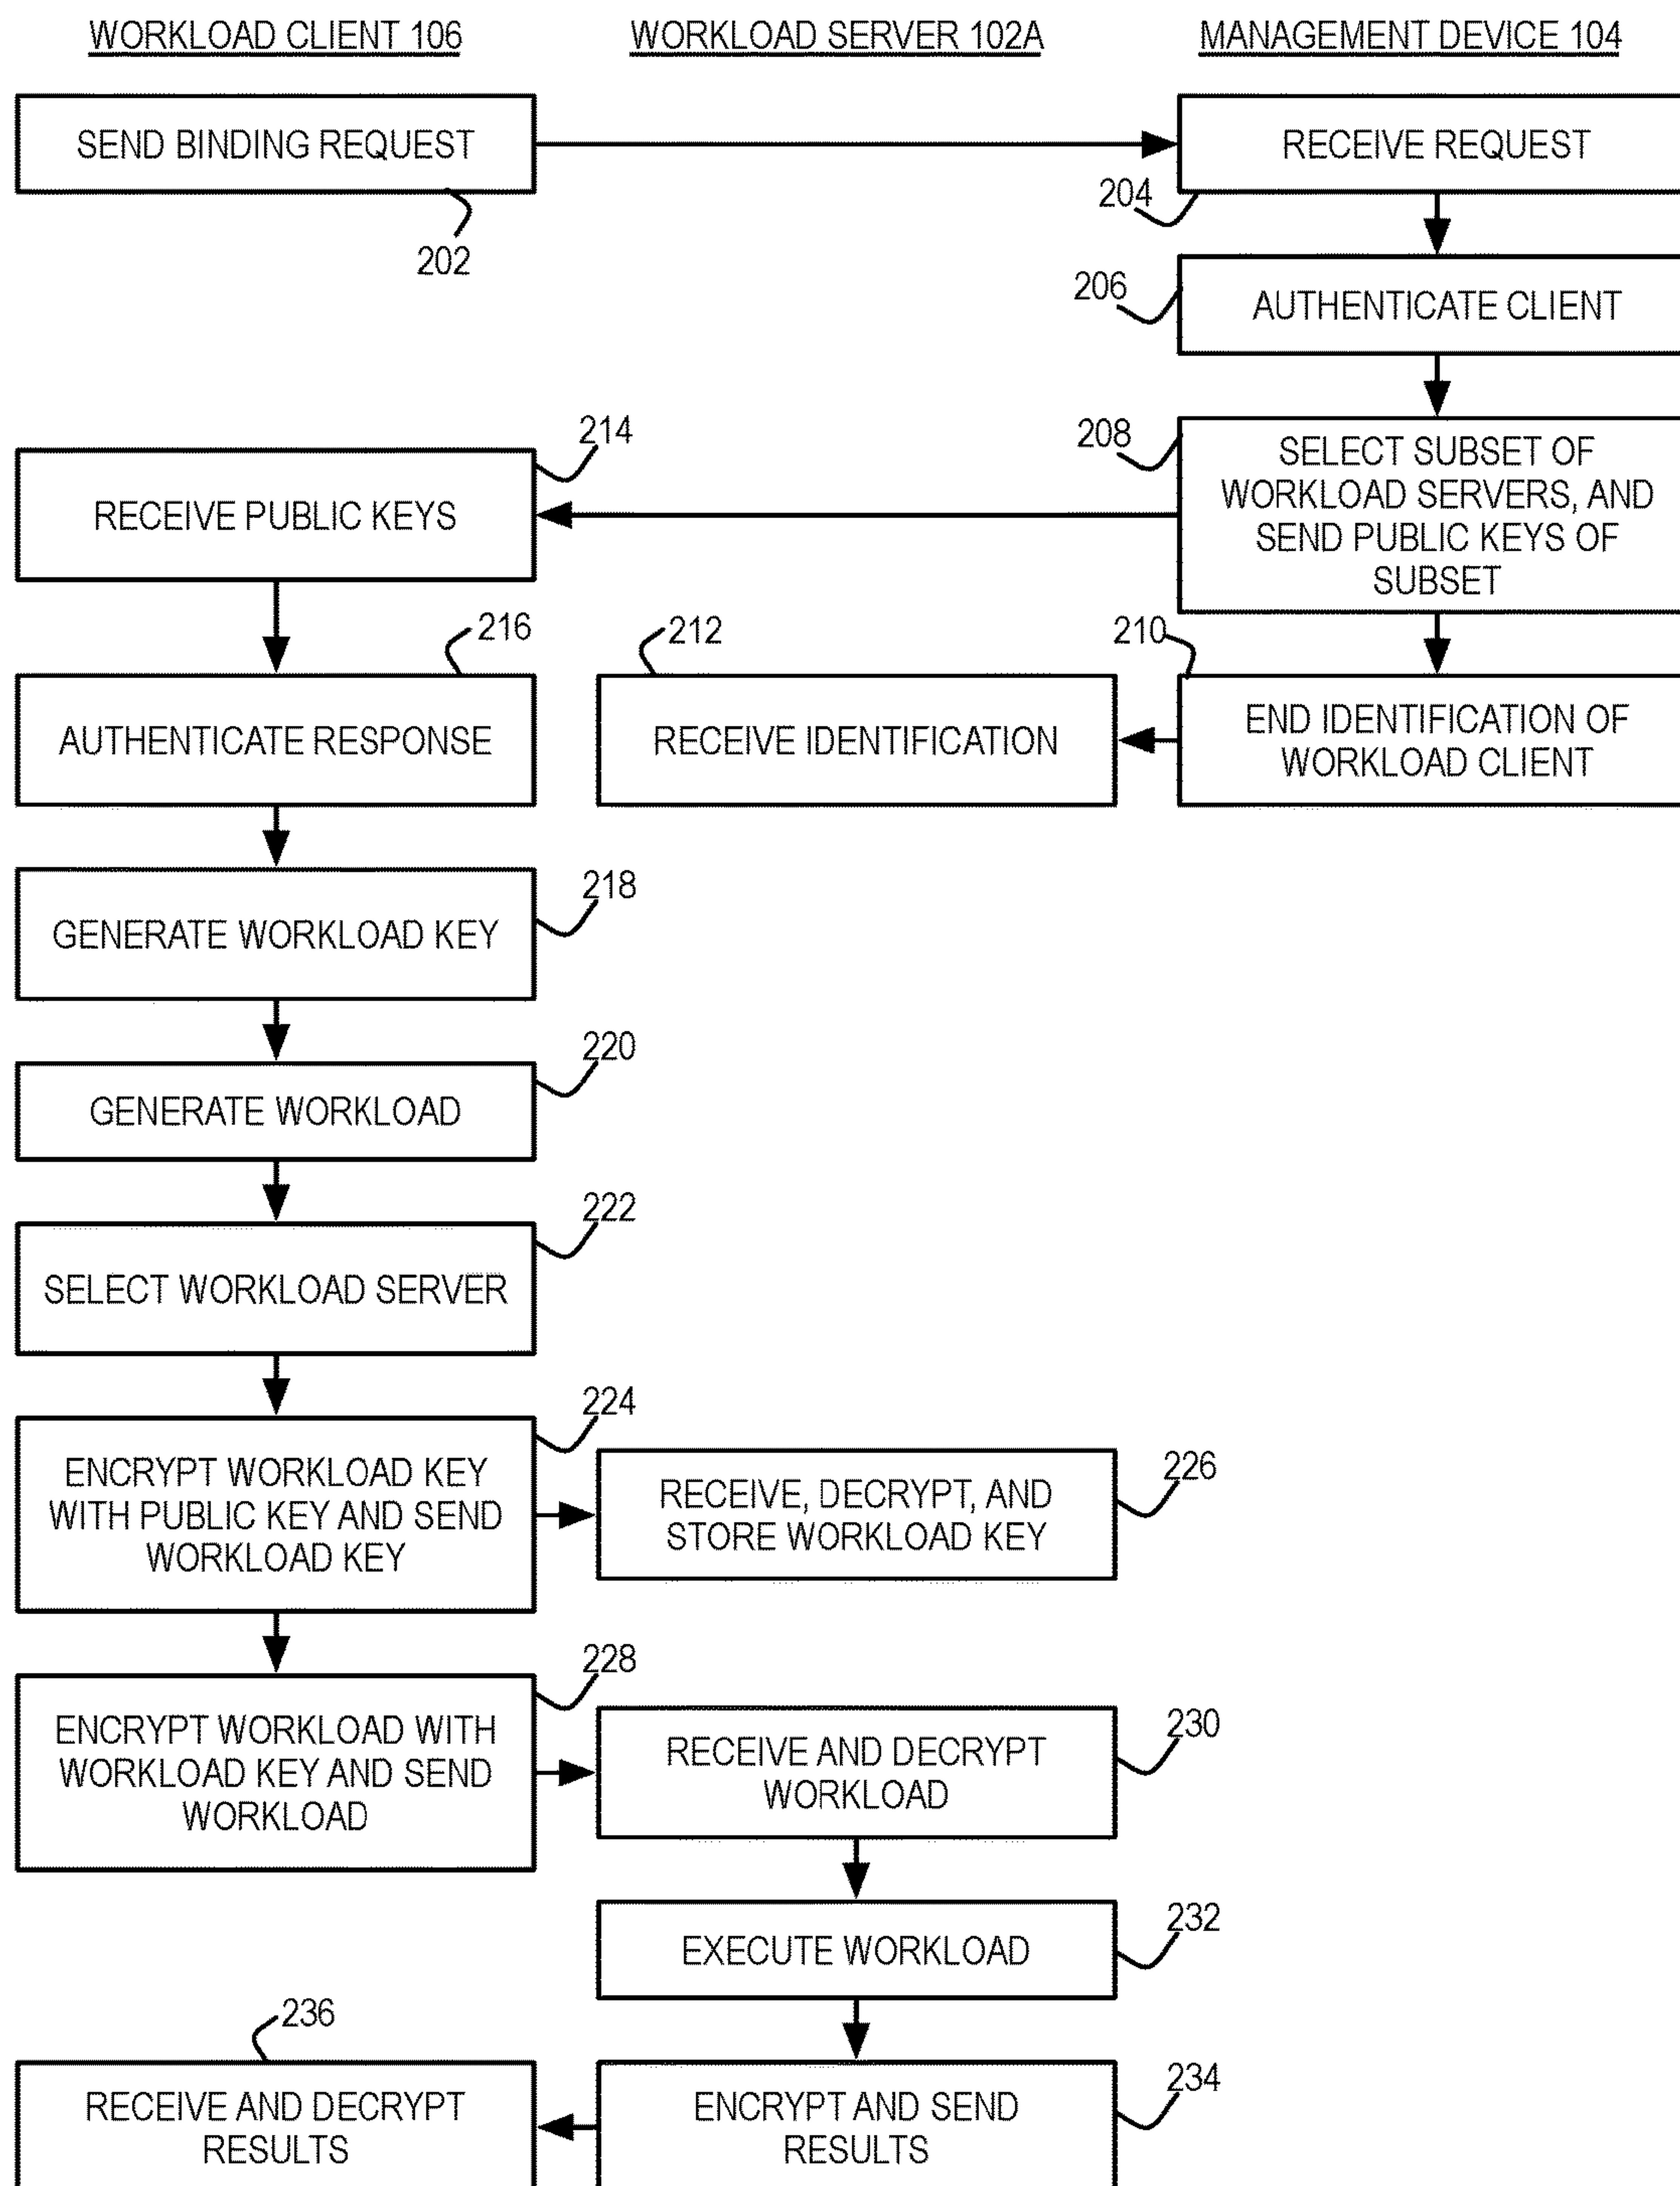 WORKLOAD CLIENT 106
WORKLOAD SERVER 102A
MANAGEMENT DEVICE 104
SEND BINDING REQUEST
202
RECEIVE REQUEST
204
206
AUTHENTICATE CLIENT
214
RECEIVE PUBLIC KEYS
208
SELECT SUBSET OF
WORKLOAD SERVERS, AND
SEND PUBLIC KEYS OF
SUBSET
216
AUTHENTICATE RESPONSE
212
RECEIVE IDENTIFICATION
210
END IDENTIFICATION OF
WORKLOAD CLIENT
218
GENERATE WORKLOAD KEY
220
GENERATE WORKLOAD
222
SELECT WORKLOAD SERVER
224
ENCRYPT WORKLOAD KEY
WITH PUBLIC KEY AND SEND
WORKLOAD KEY
226
RECEIVE, DECRYPT, AND
STORE WORKLOAD KEY
228
ENCRYPT WORKLOAD WITH
WORKLOAD KEY AND SEND
WORKLOAD
230
RECEIVE AND DECRYPT
WORKLOAD
232
EXECUTE WORKLOAD
236
RECEIVE AND DECRYPT
RESULTS
234
ENCRYPT AND SEND
RESULTS